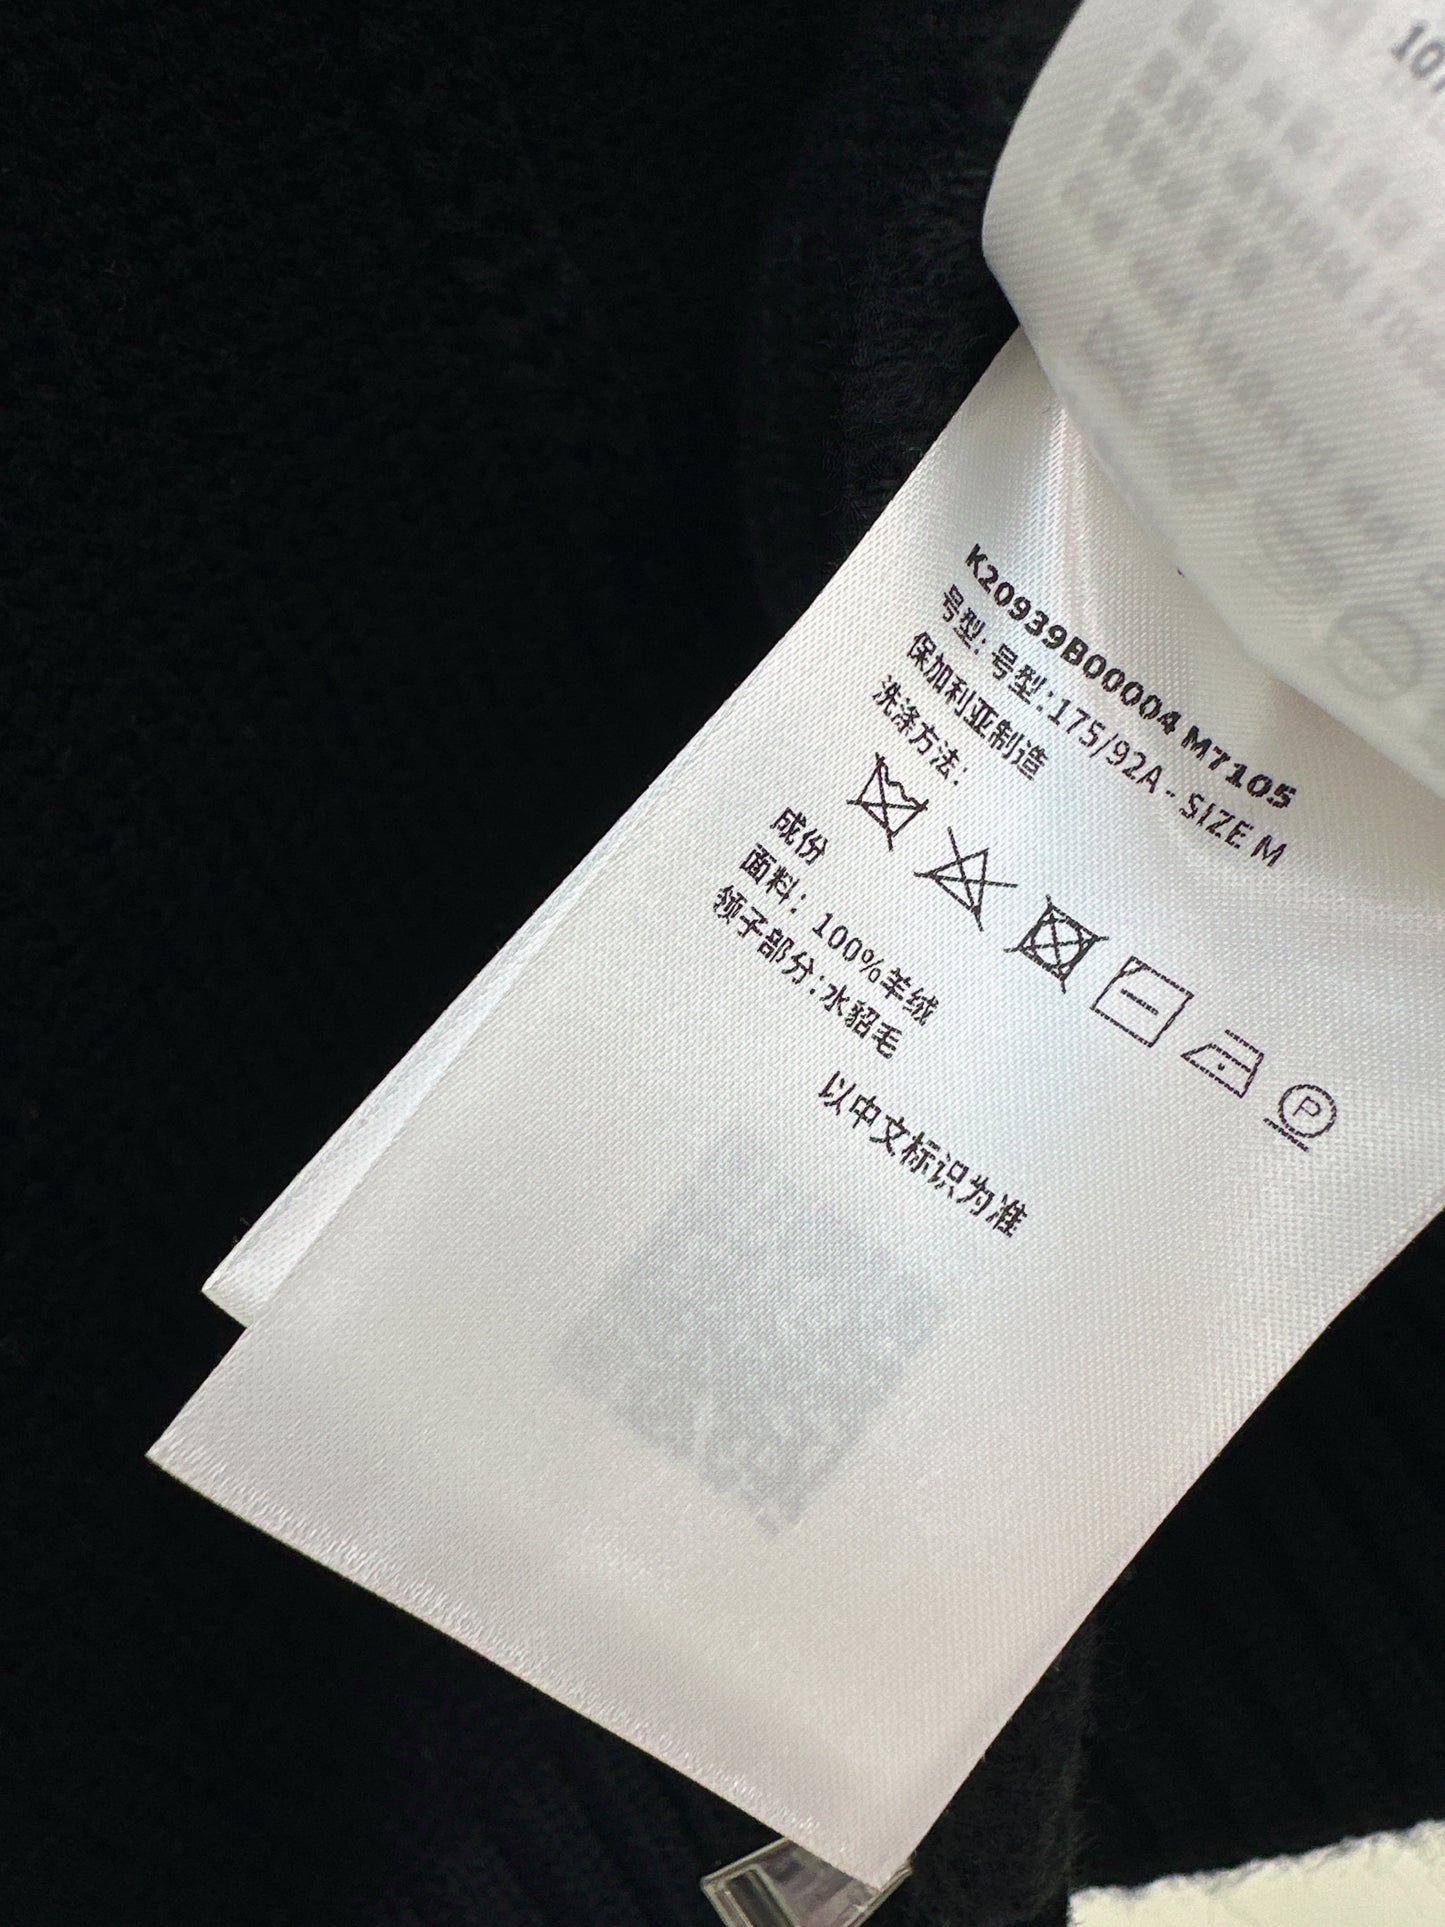 107
K20939B00004 M7105
号型: 号型:175/92A - SIZE M
保加利亚制造
洗涤方法:
P
成份
面料: 100%羊绒
领子部分:水貂毛
以中文标识为准